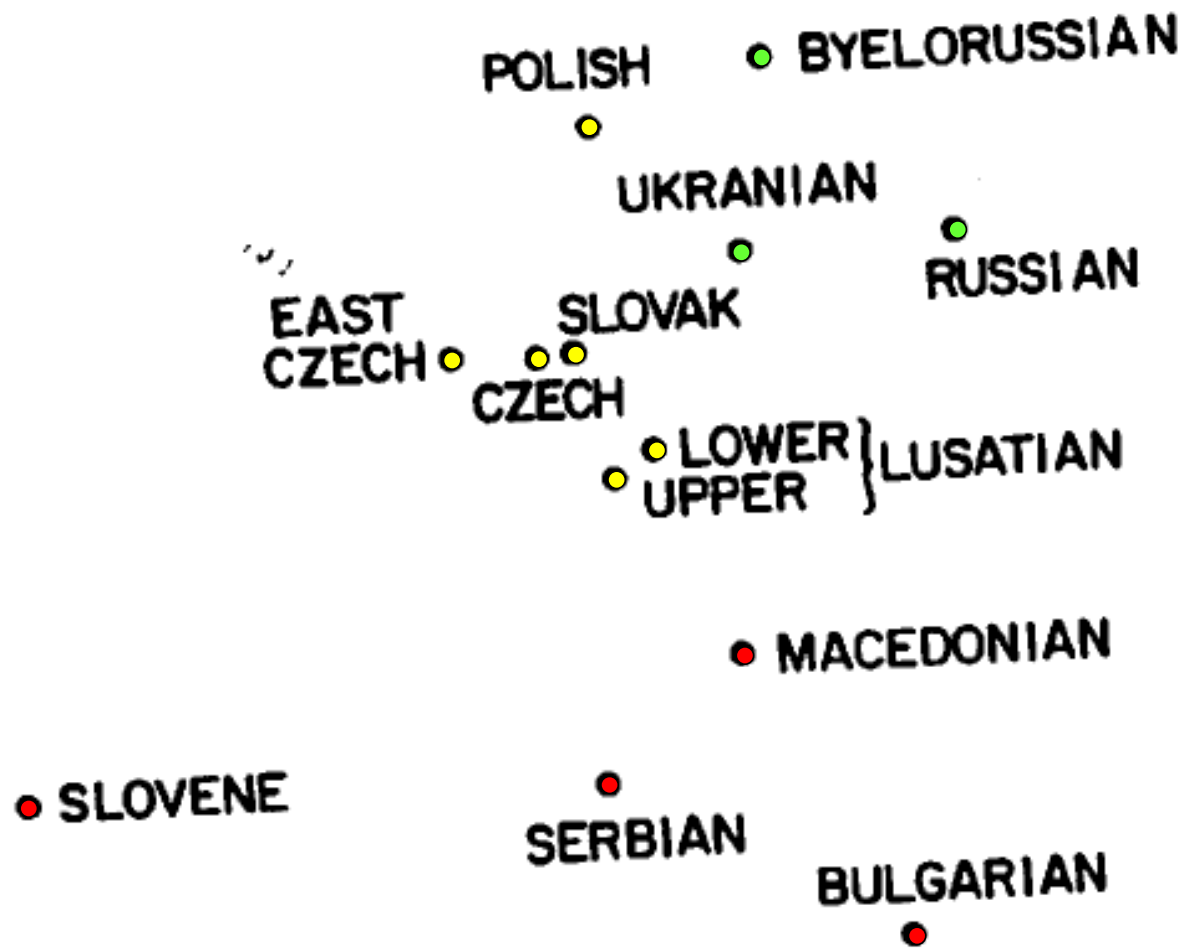 POLISH
BYELORUSSIAN
UKRANIAN
RUSSIAN
EAST
CZECH
SLOVAK
CZECH
LOWER
UPPER
LUSATIAN
MACEDONIAN
SLOVENE
SERBIAN
BULGARIAN